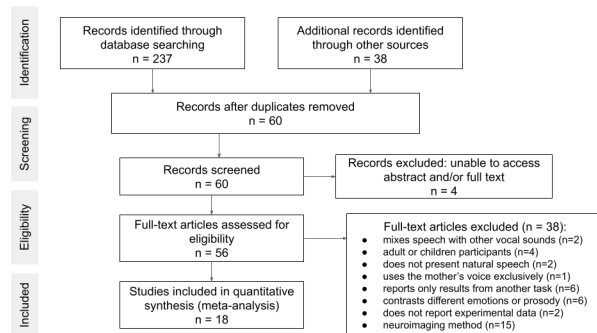 Identification
Records identified through
database searching
n = 237
Additional records identified
through other sources
n = 38
Records after duplicates removed
n = 60
Screening
Records screened
n = 60
Records excluded: unable to access
abstract and/or full text
n = 4
Eligibility
Full-text articles assessed for
eligibility
n = 56
Full-text articles excluded (n = 38):
● mixes speech with other vocal sounds (n=2)
● adult or children participants (n=4)
● does not present natural speech (n=2)
● uses the mother's voice exclusively (n=1)
● reports only results from another task (n=6)
● contrasts different emotions or prosody (n=6)
● does not report experimental data (n=2)
● neuroimaging method (n=15)
Included
Studies included in quantitative
synthesis (meta-analysis)
n = 18